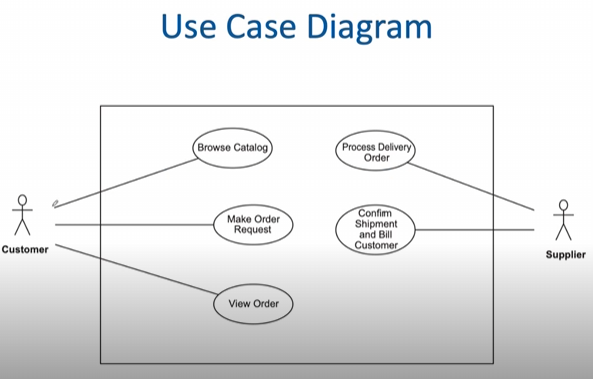 Use Case Diagram
Browse Catalog
Process Delivery
Order
Make Order
Request
Confirm
Shipment
and Bill
Customer
Customer
Supplier
View Order